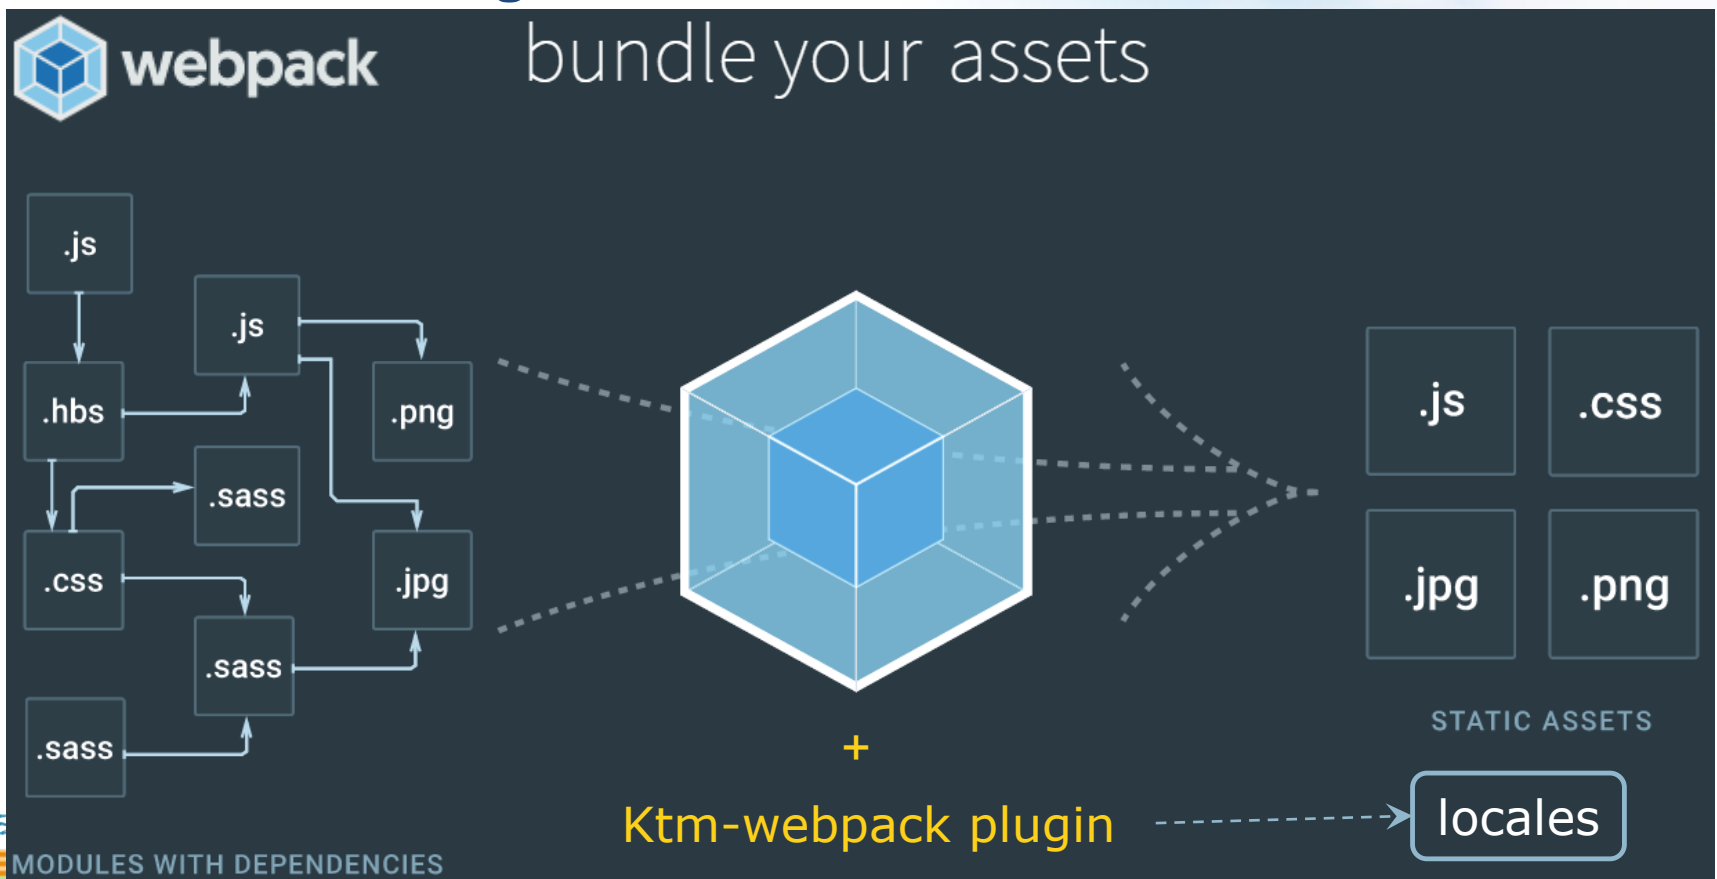 webpack
bundle your assets
.js
.js
.hbs
.png
.sass
.css
.jpg
.sass
.sass
MODULES WITH DEPENDENCIES
+
Ktm-webpack plugin
.js
.css
.jpg
.png
STATIC ASSETS
locales